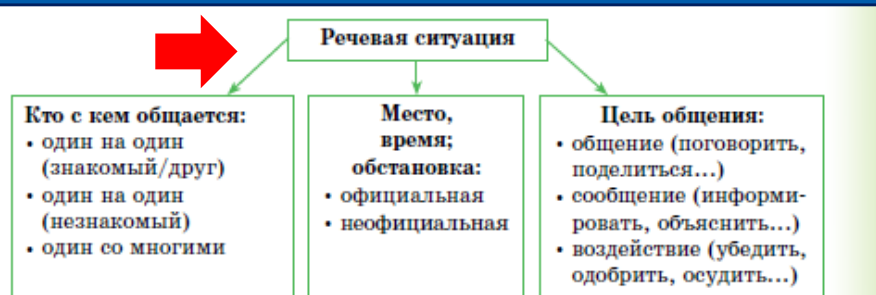 Речевая ситуация
Кто с кем общается:
• один на один
(знакомый/друг)
• один на один
(незнакомый)
• один со многими
Место,
время;
обстановка:
• официальная
• неофициальная
Цель общения:
• общение (поговорить,
поделиться...)
• сообщение (информи-
ровать, объяснить...)
• воздействие (убедить,
одобрить, осудить...)